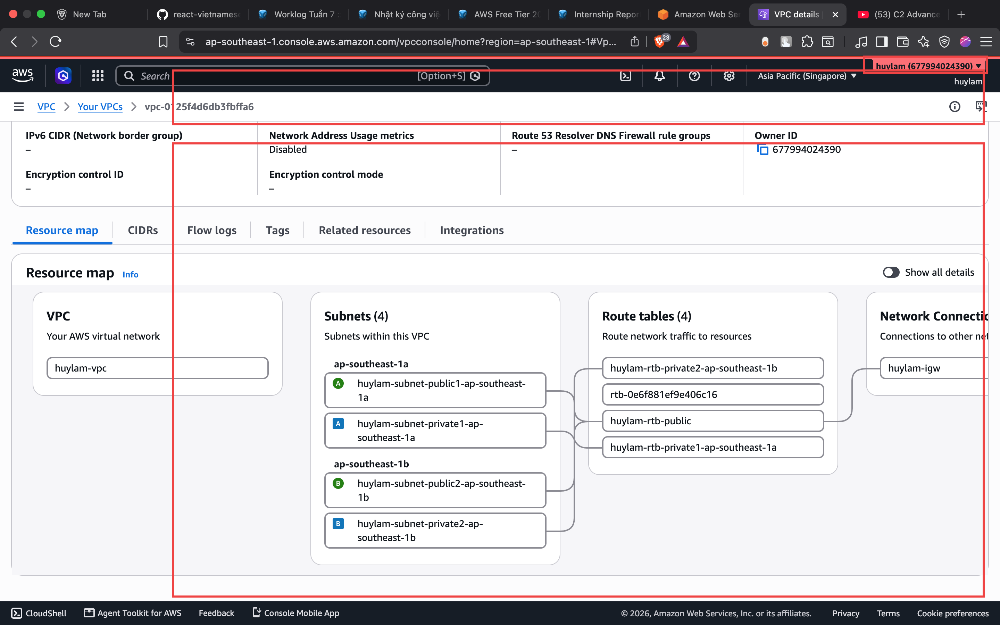 New Tab
react-vietnamese
Worklog Tuần 7
Nhật ký công việ
AWS Free Tier 20
Internship Repor
Amazon Web Ser
VPC details
(53) C2 Advance
ap-southeast-1.console.aws.amazon.com/vpcconsole/home?region=ap-southeast-1#Vp...
23
aws
Search
[Option+S]
Asia Pacific (Singapore)
huylam (677994024390)
huylam
VPC
Your VPCs
vpc-0125f4d6db3fbffa6
IPv6 CIDR (Network border group)
–
Network Address Usage metrics
Disabled
Route 53 Resolver DNS Firewall rule groups
–
Owner ID
677994024390
Encryption control ID
–
Encryption control mode
–
Resource map
CIDRs
Flow logs
Tags
Related resources
Integrations
Resource map
Info
Show all details
VPC
Your AWS virtual network
huylam-vpc
Subnets (4)
Subnets within this VPC
ap-southeast-1a
A
huylam-subnet-public1-ap-southeast-
1a
A
huylam-subnet-private1-ap-
southeast-1a
ap-southeast-1b
B
huylam-subnet-public2-ap-southeast-
1b
B
huylam-subnet-private2-ap-
southeast-1b
Route tables (4)
Route network traffic to resources
huylam-rtb-private2-ap-southeast-1b
rtb-0e6f881ef9e406c16
huylam-rtb-public
huylam-rtb-private1-ap-southeast-1a
Network Connectio
Connections to other net
huylam-igw
CloudShell
Agent Toolkit for AWS
Feedback
Console Mobile App
© 2026, Amazon Web Services, Inc. or its affiliates.
Privacy
Terms
Cookie preferences